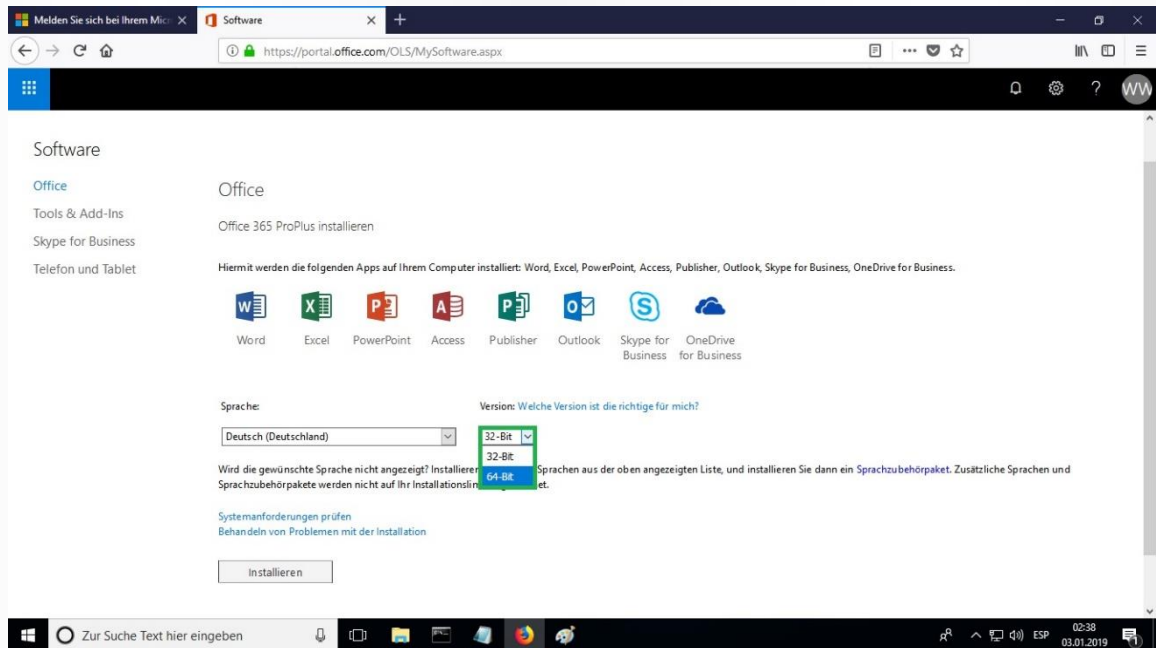 Melden Sie sich bei Ihrem Micr
Software
https://portal.office.com/OLS/MySoftware.aspx
WW
Software
Office
Tools & Add-Ins
Skype for Business
Telefon und Tablet
Office
Office 365 ProPlus installieren
Hiermit werden die folgenden Apps auf Ihrem Computer installiert: Word, Excel, PowerPoint, Access, Publisher, Outlook, Skype for Business, OneDrive for Business.
Word
Excel
PowerPoint
Access
Publisher
Outlook
Skype for Business
OneDrive for Business
Sprache:
Version: Welche Version ist die richtige für mich?
Deutsch (Deutschland)
32-Bit
32-Bit
64-Bit
Wird die gewünschte Sprache nicht angezeigt? Installieren Sprachen aus der oben angezeigten Liste, und installieren Sie dann ein Sprachzubehörpaket. Zusätzliche Sprachen und
Sprachzubehörpakete werden nicht auf Ihr Installationslim et.
Systemanforderungen prüfen
Behandeln von Problemen mit der Installation
Installieren
Zur Suche Text hier eingeben
ESP
02:38
03.01.2019